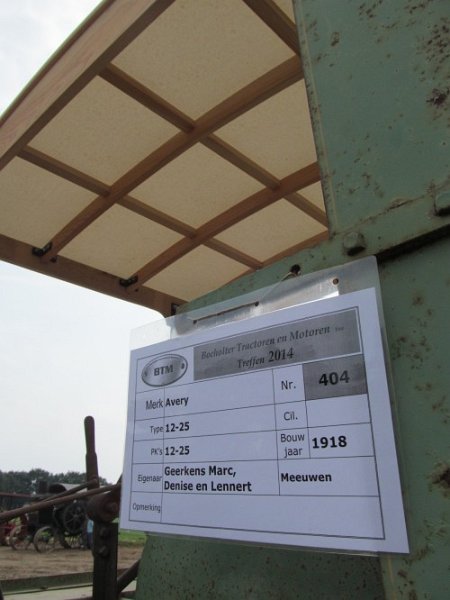 BTM
Bocholter Tractoren en Motoren vzw
Treffen 2014
Merk Avery
Nr. 404
Type 12-25
Cil.
PK's 12-25
Bouw jaar 1918
Eigenaar Geerkens Marc,
Denise en Lennert
Meeuwen
Opmerking